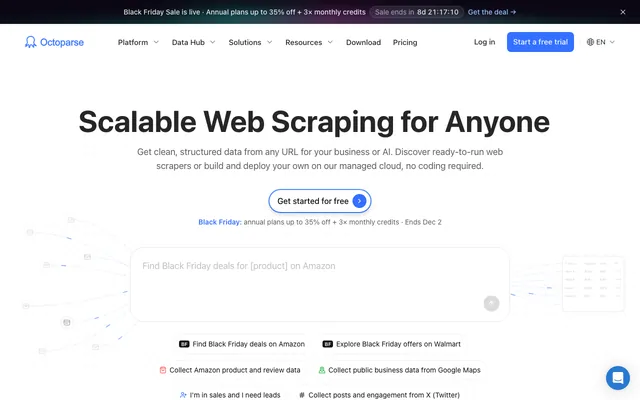 Black Friday Sale is live · Annual plans up to 35% off + 3× monthly credits Sale ends in 8d 21:17:10 Get the deal →
Octoparse Platform Data Hub Solutions Resources Download Pricing Log in Start a free trial EN
Scalable Web Scraping for Anyone
Get clean, structured data from any URL for your business or AI. Discover ready-to-run web
scrapers or build and deploy your own on our managed cloud, no coding required.
Get started for free
Black Friday: annual plans up to 35% off + 3× monthly credits · Ends Dec 2
Find Black Friday deals for [product] on Amazon
BF Find Black Friday deals on Amazon BF Explore Black Friday offers on Walmart
Collect Amazon product and review data Collect public business data from Google Maps
I'm in sales and I need leads # Collect posts and engagement from X (Twitter)